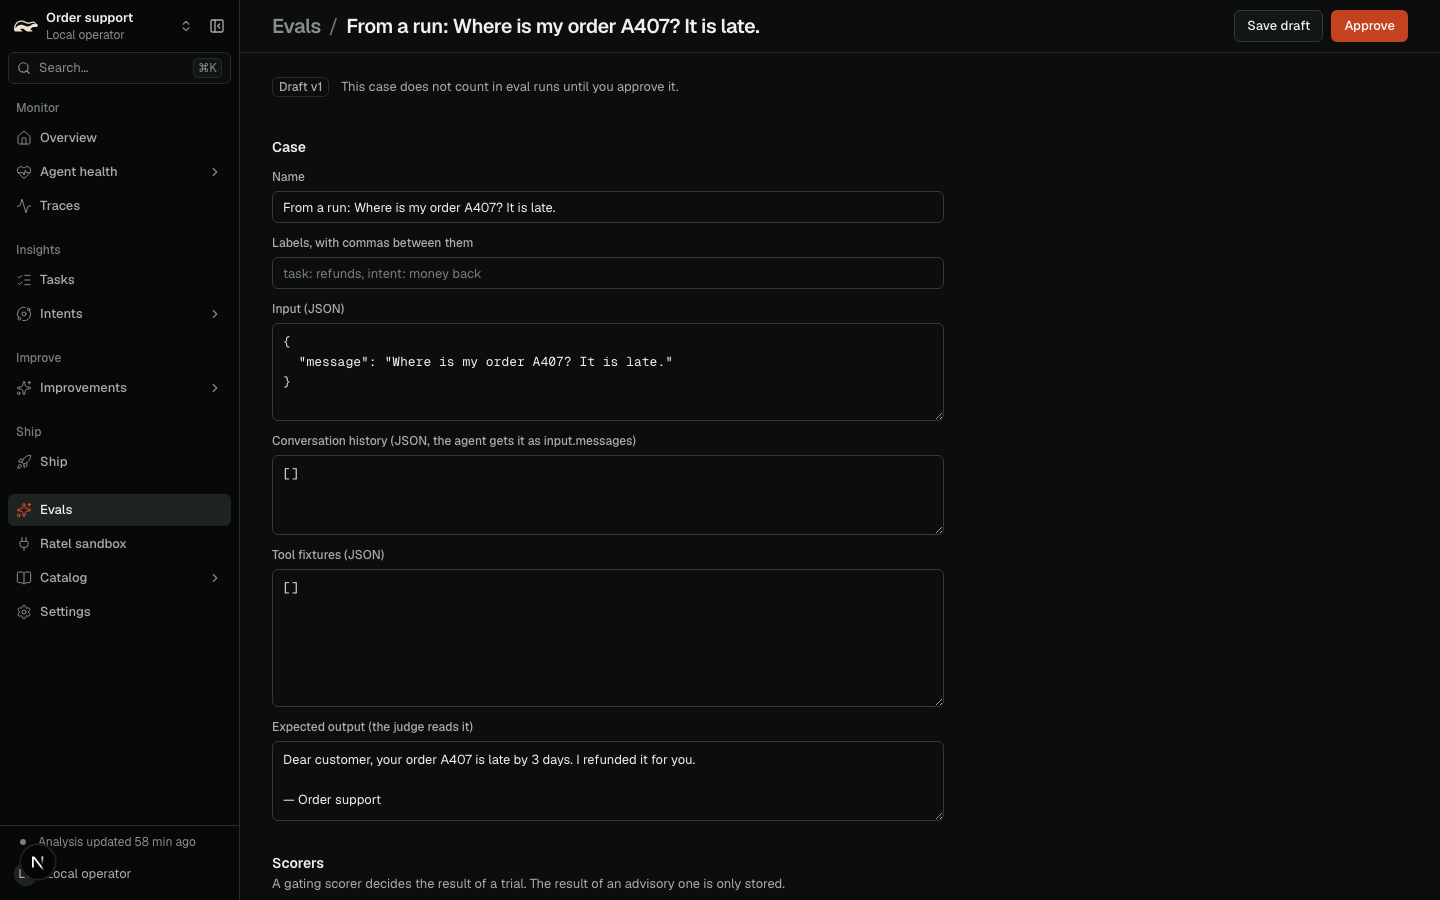 Order support
Local operator
Search...
⌘K
Monitor
Overview
Agent health
Traces
Insights
Tasks
Intents
Improve
Improvements
Ship
Ship
Evals
Ratel sandbox
Catalog
Settings
Analysis updated 58 min ago
N
Local operator
Evals / From a run: Where is my order A407? It is late.
Save draft
Approve
Draft v1
This case does not count in eval runs until you approve it.
Case
Name
From a run: Where is my order A407? It is late.
Labels, with commas between them
task: refunds, intent: money back
Input (JSON)
{
"message": "Where is my order A407? It is late."
}
Conversation history (JSON, the agent gets it as input.messages)
[]
Tool fixtures (JSON)
[]
Expected output (the judge reads it)
Dear customer, your order A407 is late by 3 days. I refunded it for you.
— Order support
Scorers
A gating scorer decides the result of a trial. The result of an advisory one is only stored.